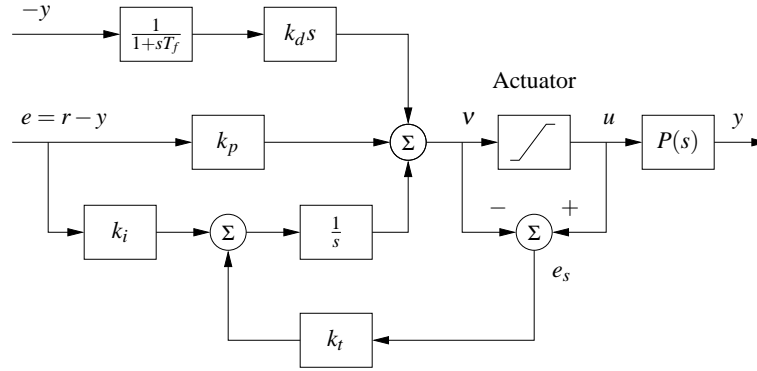 −y
1
1+sT_f
k_d s
Actuator
e = r − y
k_p
Σ
ν
u
P(s)
y
k_i
Σ
1
s
−
+
Σ
e_s
k_t